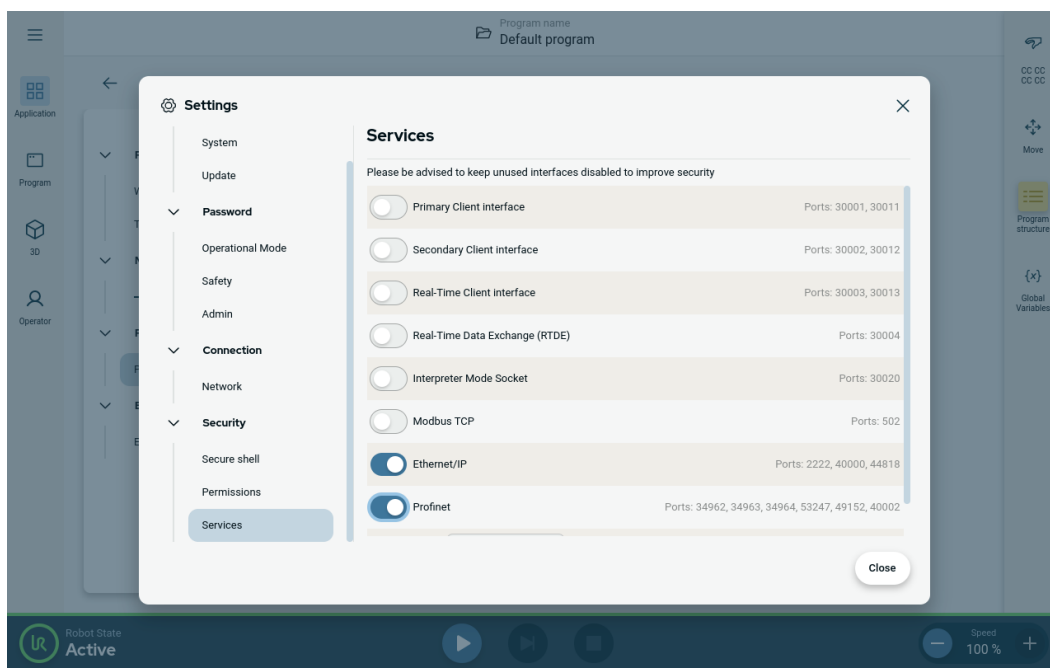 Program name
Default program
Application
Program
3D
Operator
Settings
System
Update
Password
Operational Mode
Safety
Admin
Connection
Network
Security
Secure shell
Permissions
Services
Services
Please be advised to keep unused interfaces disabled to improve security
Primary Client interface Ports: 30001, 30011
Secondary Client interface Ports: 30002, 30012
Real-Time Client interface Ports: 30003, 30013
Real-Time Data Exchange (RTDE) Ports: 30004
Interpreter Mode Socket Ports: 30020
Modbus TCP Ports: 502
Ethernet/IP Ports: 2222, 40000, 44818
Profinet Ports: 34962, 34963, 34964, 53247, 49152, 40002
Close
CC CC
CC CC
Move
Program
structure
{x}
Global
Variables
UR
Robot State
Active
Speed
100 %